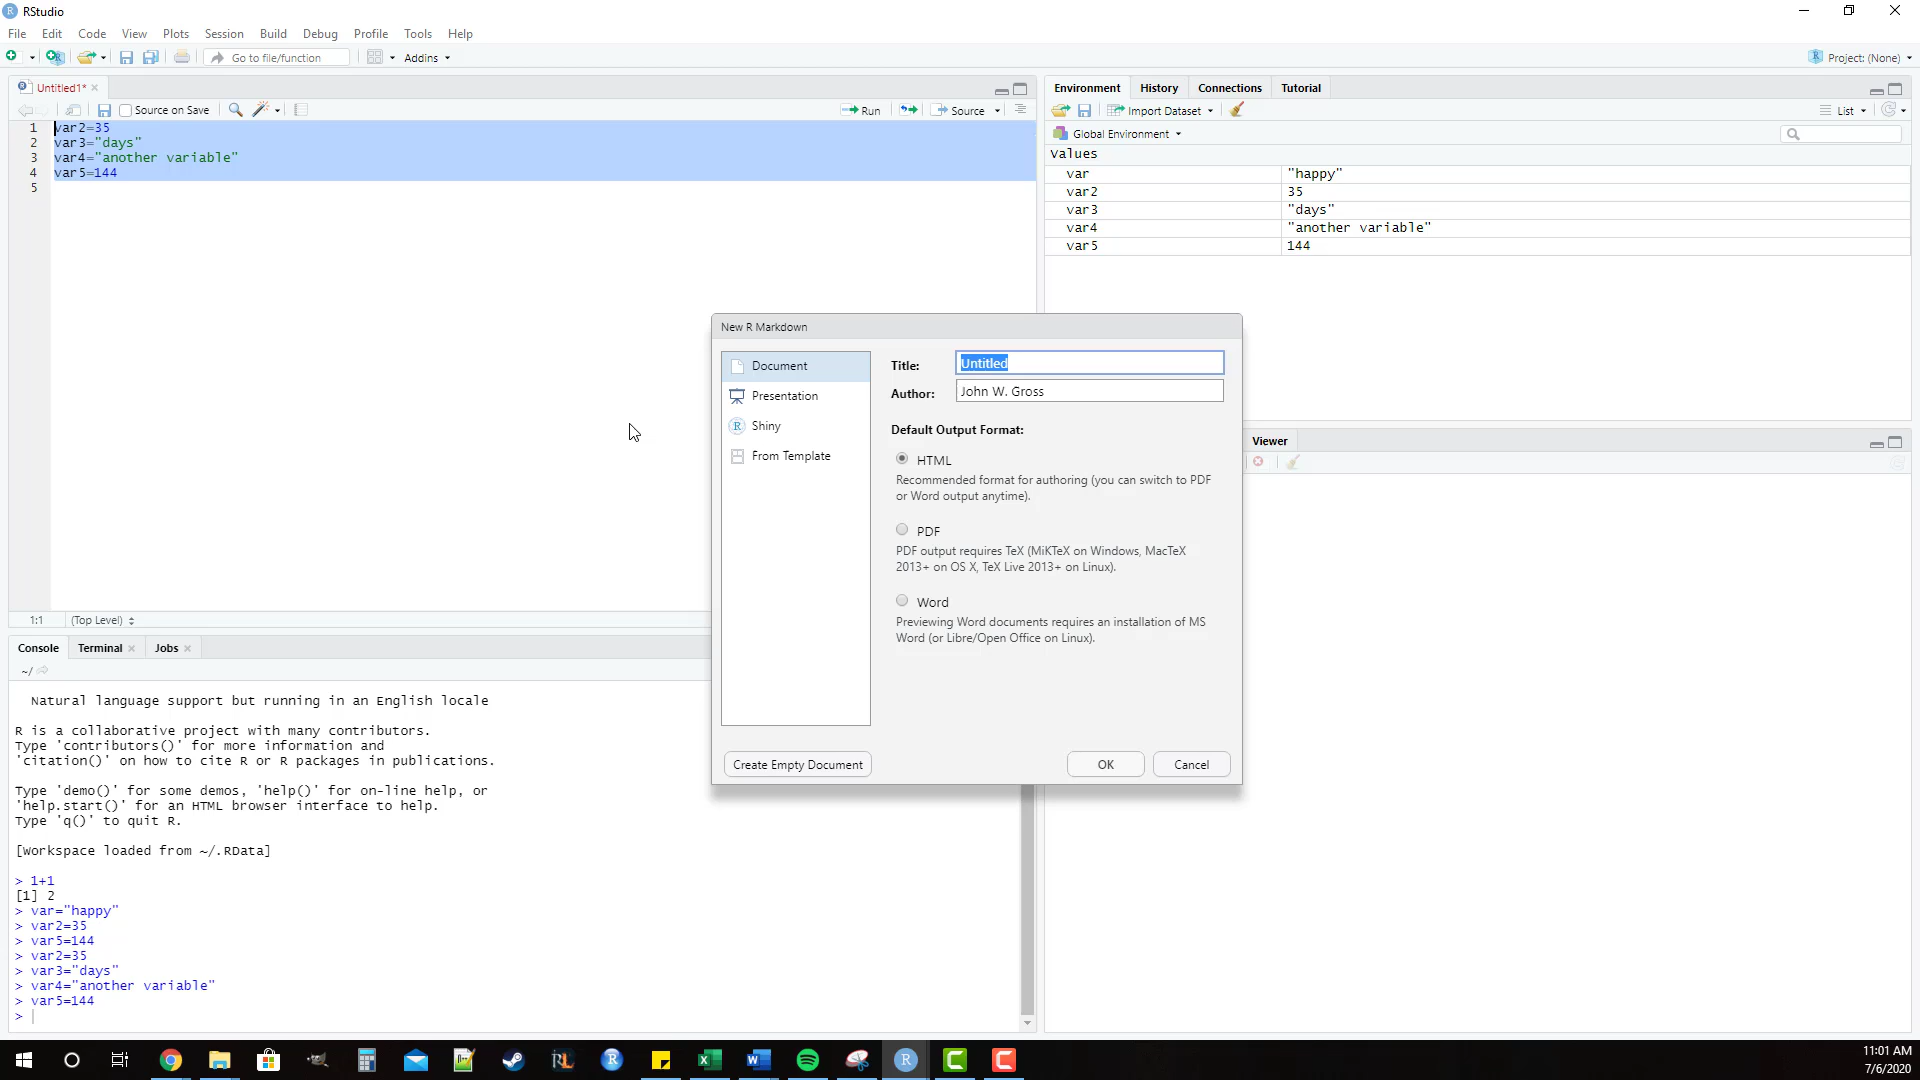 RStudio
File Edit Code View Plots Session Build Debug Profile Tools Help
Go to file/function Addins Project: (None)
Untitled1*
Source on Save Run Source
1 var2=35
2 var3="days"
3 var4="another variable"
4 var5=144
5
1:1 (Top Level)
Environment History Connections Tutorial
Import Dataset List
Global Environment
Values
var "happy"
var2 35
var3 "days"
var4 "another variable"
var5 144
Viewer
New R Markdown
Document
Presentation
Shiny
From Template
Title: Untitled
Author: John W. Gross
Default Output Format:
HTML
Recommended format for authoring (you can switch to PDF
or Word output anytime).
PDF
PDF output requires TeX (MiKTeX on Windows, MacTeX
2013+ on OS X, TeX Live 2013+ on Linux).
Word
Previewing Word documents requires an installation of MS
Word (or Libre/Open Office on Linux).
Create Empty Document OK Cancel
Console Terminal Jobs
~/
Natural language support but running in an English locale
R is a collaborative project with many contributors.
Type 'contributors()' for more information and
'citation()' on how to cite R or R packages in publications.
Type 'demo()' for some demos, 'help()' for on-line help, or
'help.start()' for an HTML browser interface to help.
Type 'q()' to quit R.
[Workspace loaded from ~/.RData]
> 1+1
[1] 2
> var="happy"
> var2=35
> var5=144
> var2=35
> var3="days"
> var4="another variable"
> var5=144
>
11:01 AM
7/6/2020